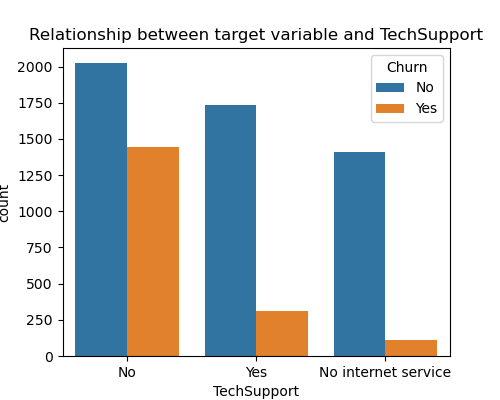 Relationship between target variable and TechSupport
Churn
No
Yes
2000
1750
1500
1250
1000
750
500
250
0
count
No
Yes
No internet service
TechSupport